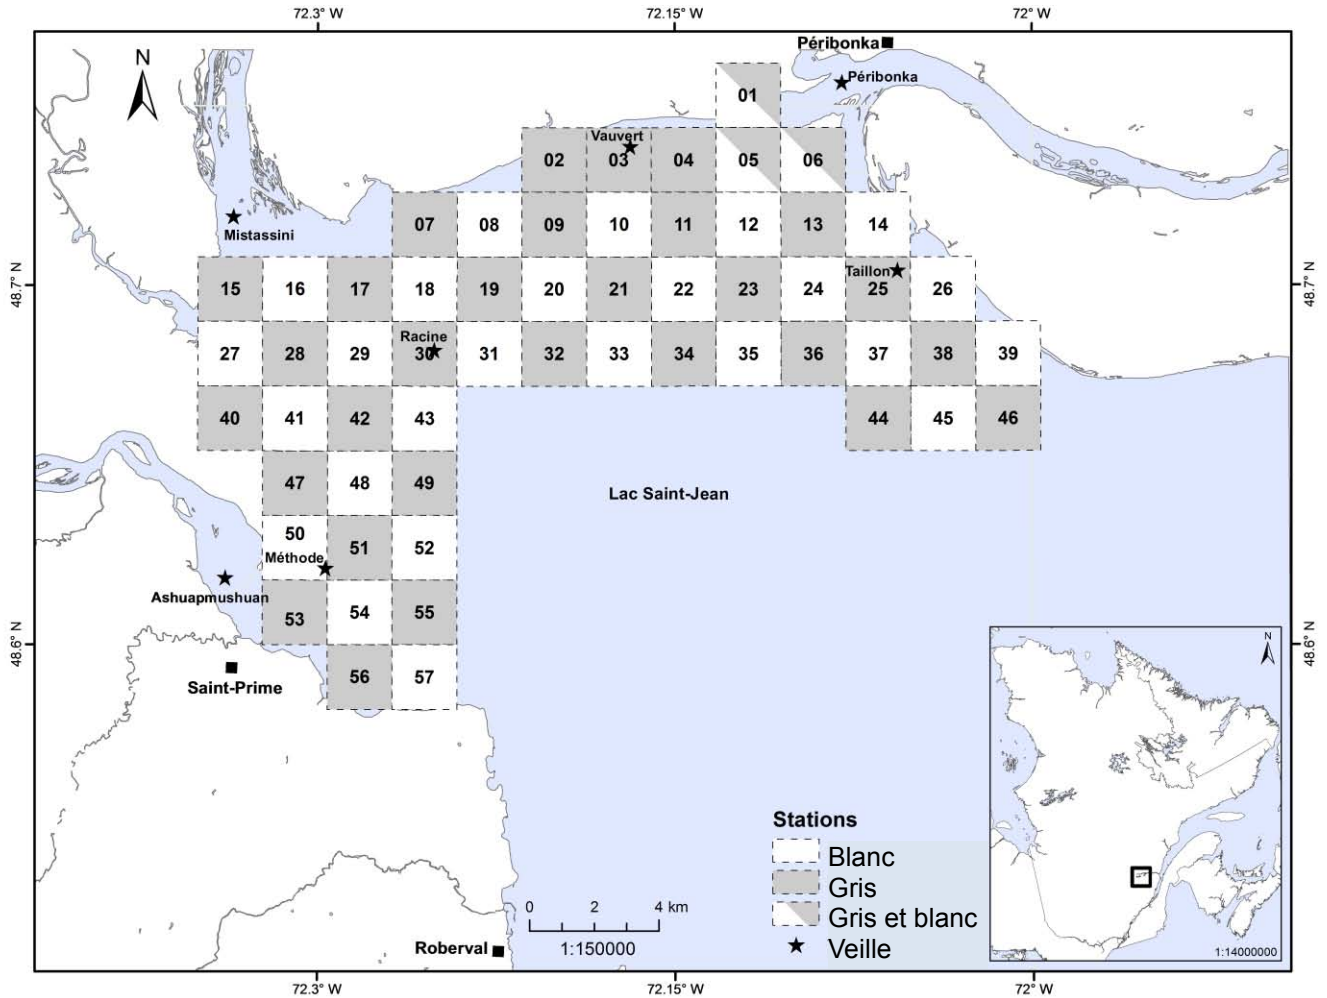 72.3° W 72.15° W 72° W
Péribonka
N
Péribonka
01
Vauvert
02 03 04 05 06
07 08 09 10 11 12 13 14
Mistassini
Taillon
48.7° N 15 16 17 18 19 20 21 22 23 24 25 26 48.7° N
Racine
27 28 29 30 31 32 33 34 35 36 37 38 39
40 41 42 43 44 45 46
47 48 49
Lac Saint-Jean
50
51 52
Méthode
Ashuapmushuan
53 54 55
48.6° N 48.6° N
N
56 57
Saint-Prime
Stations
Blanc
Gris
Gris et blanc
Veille
0 2 4 km
1:150000
Roberval
1:14000000
72.3° W 72.15° W 72° W